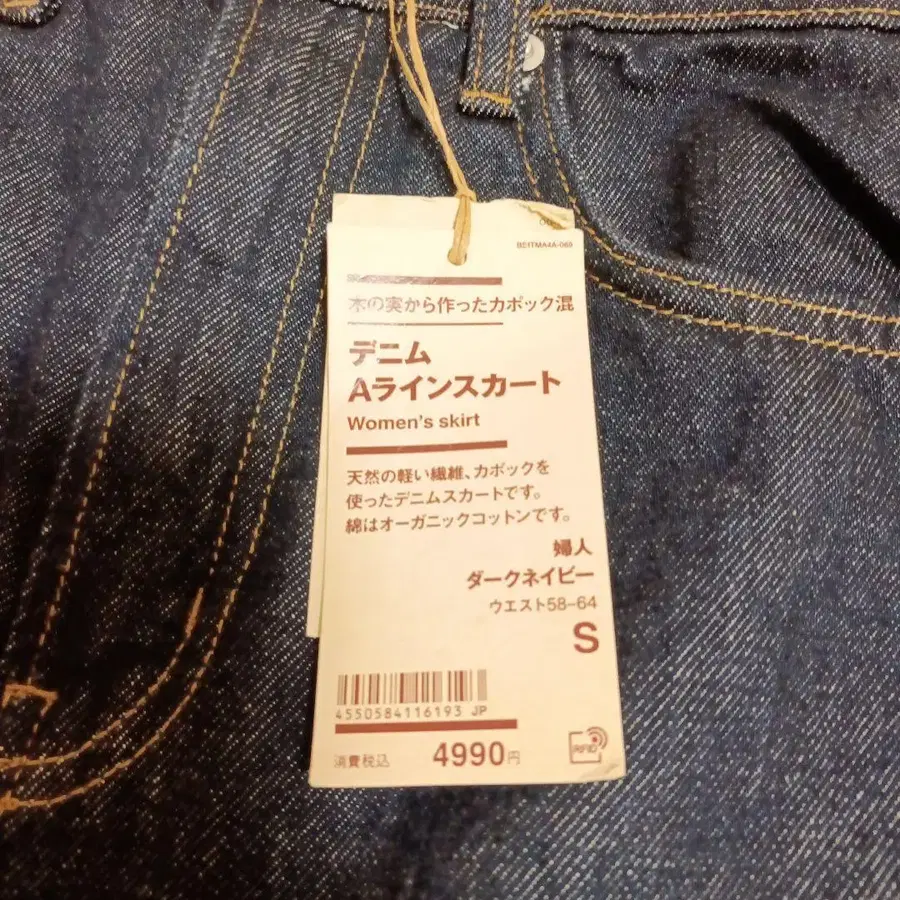 BE1TMA4A-068
木の実から作ったカポック混
デニム
Aラインスカート
Women's skirt
天然の軽い繊維、カポックを
使ったデニムスカートです。
綿はオーガニックコットンです。
婦人
ダークネイビー
ウエスト58-64
S
4550584116193 JP
消費税込 4990円
RFID